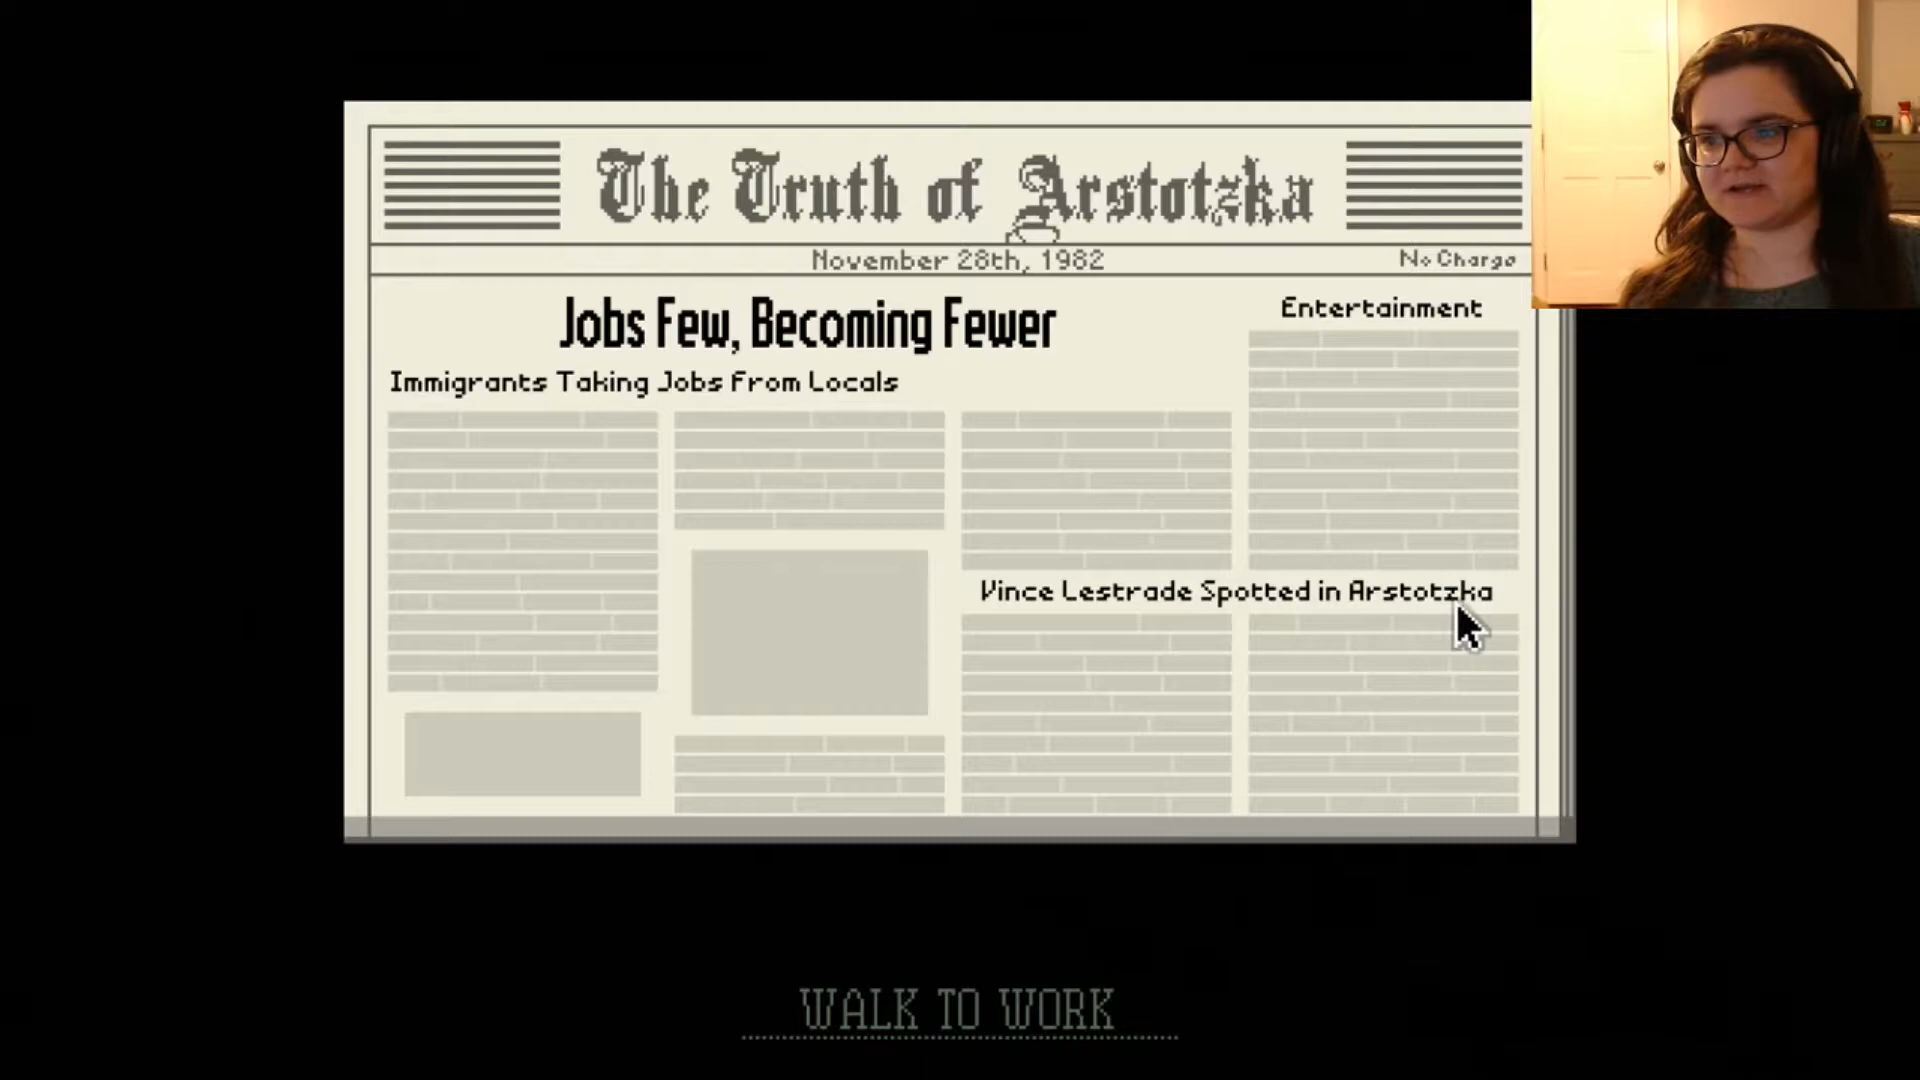 The Truth of Arstotzka
November 28th, 1982
No Charge
Jobs Few, Becoming Fewer
Immigrants Taking Jobs From Locals
Entertainment
Vince Lestrade Spotted in Arstotzka
WALK TO WORK